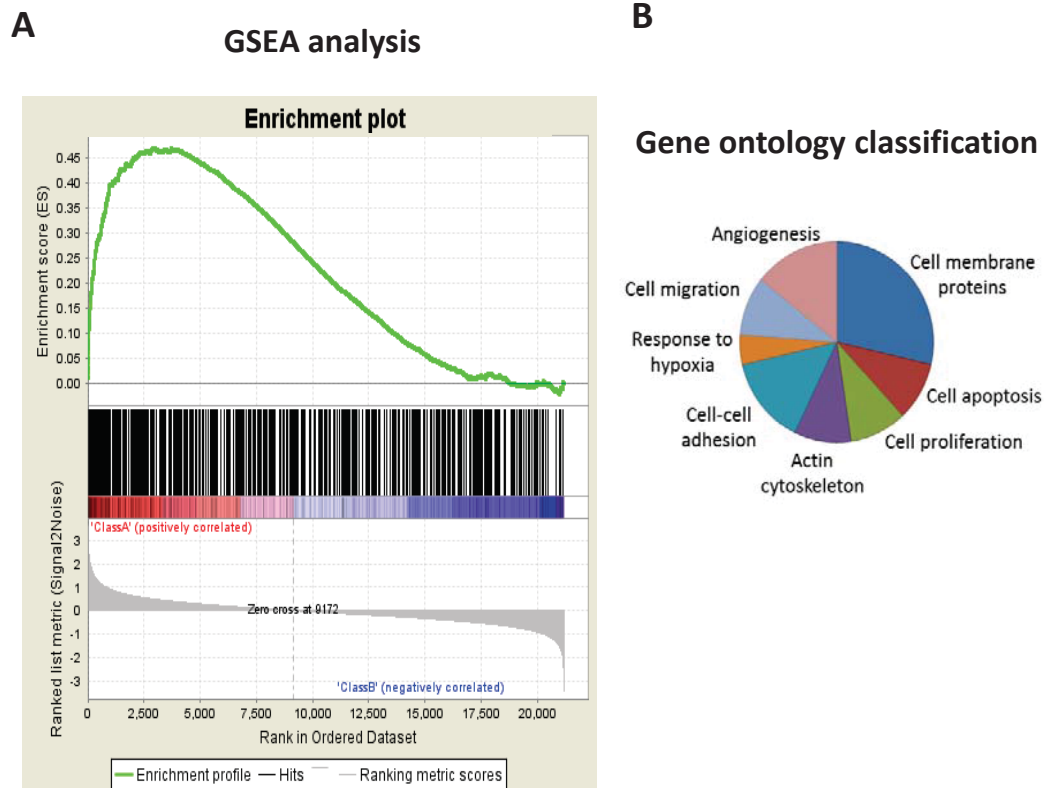 A
GSEA analysis
Enrichment plot
Enrichment score (ES)
0.45
0.40
0.35
0.30
0.25
0.20
0.15
0.10
0.05
0.00
'ClassA' (positively correlated)
Ranked list metric (Signal2Noise)
3
2
1
0
-1
-2
-3
Zero cross at 9172
'ClassB' (negatively correlated)
0 2,500 5,000 7,500 10,000 12,500 15,000 17,500 20,000
Rank in Ordered Dataset
Enrichment profile Hits Ranking metric scores
B
Gene ontology classification
Angiogenesis
Cell membrane
proteins
Cell migration
Response to
hypoxia
Cell apoptosis
Cell-cell
adhesion
Cell proliferation
Actin
cytoskeleton